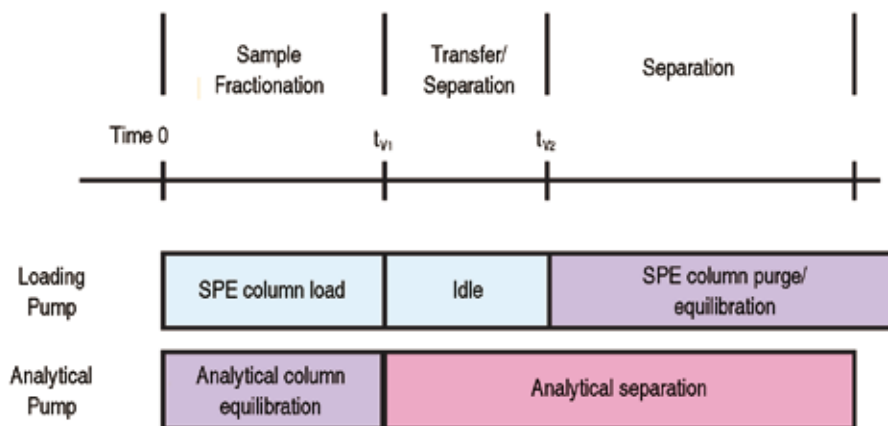 Sample
Fractionation
Transfer/
Separation
Separation
Time 0
tV1
tV2
Loading
Pump
SPE column load
Idle
SPE column purge/
equilibration
Analytical
Pump
Analytical column
equilibration
Analytical separation